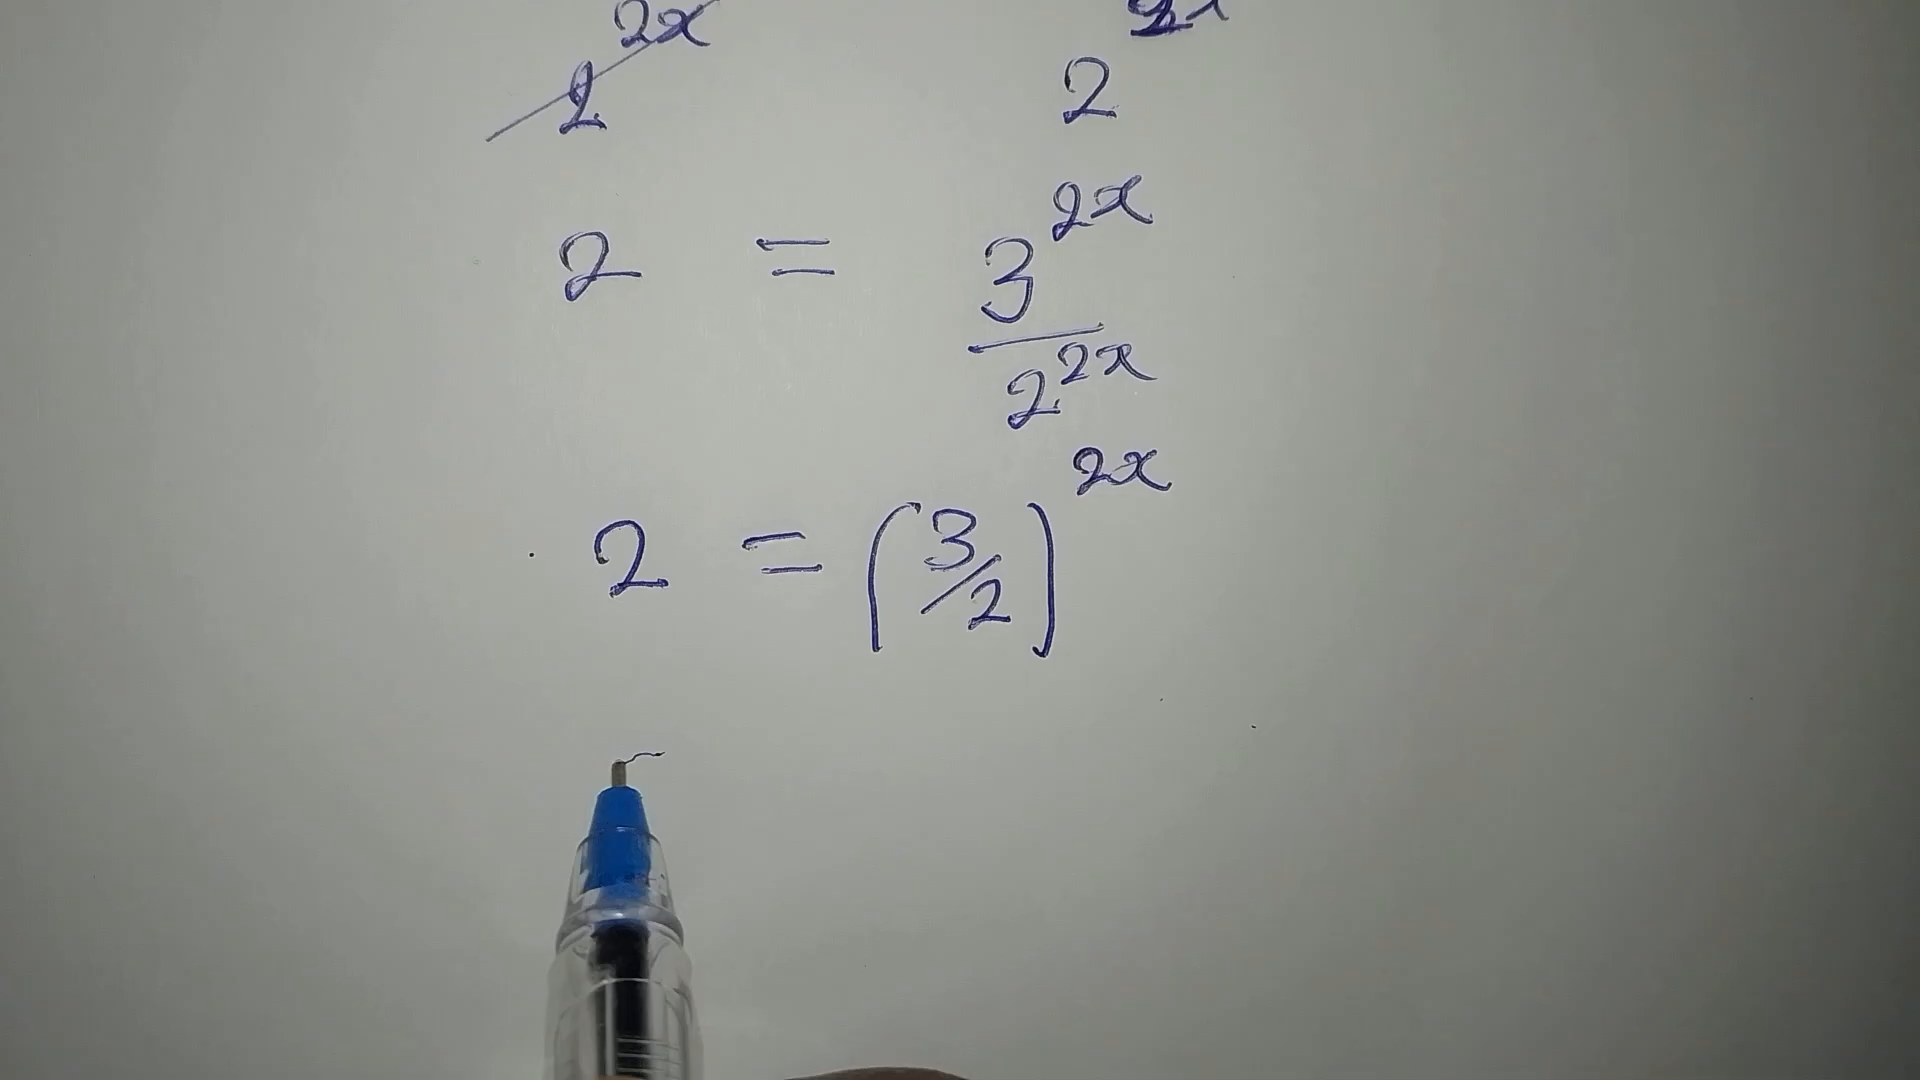 2^{2x} 2^{2x}
2 = 3^{2x}/2^{2x}
2 = (3/2)^{2x}